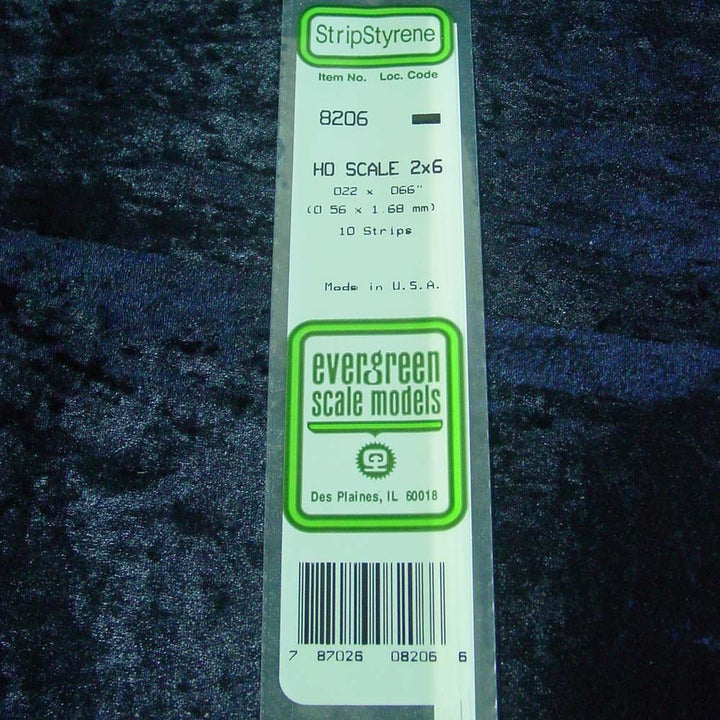 StripStyrene
Item No. Loc. Code
8206
HO SCALE 2x6
.022 x .066"
(0.56 x 1.68 mm)
10 Strips
Made in U.S.A.
evergreen
scale models
Des Plaines, IL 60018
7 87026 08206 6